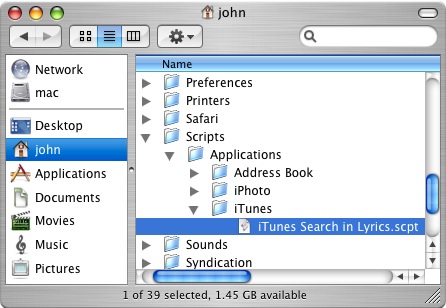 john
Name
Network
mac
Desktop
john
Applications
Documents
Movies
Music
Pictures
Preferences
Printers
Safari
Scripts
Applications
Address Book
iPhoto
iTunes
iTunes Search in Lyrics.scpt
Sounds
Syndication
1 of 39 selected, 1.45 GB available